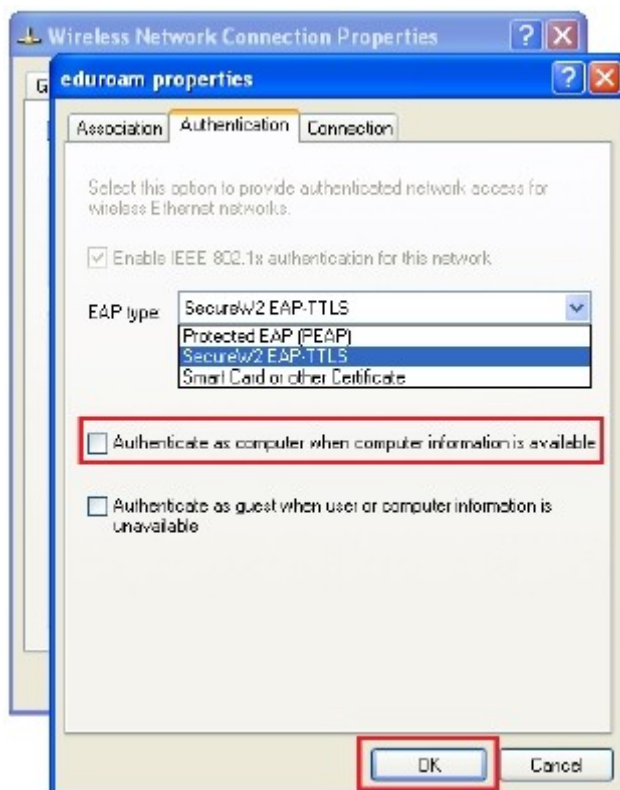 Wireless Network Connection Properties
G
eduroam properties
Association Authentication Connection
Select this option to provide authenticated network access for
wireless Ethernet networks.
Enable IEEE 802.1x authentication for this network
EAP type: SecureW2 EAP-TTLS
Protected EAP (PEAP)
SecureW2 EAP-TTLS
Smart Card or other Certificate
Authenticate as computer when computer information is available
Authenticate as guest when user or computer information is
unavailable
OK Cancel